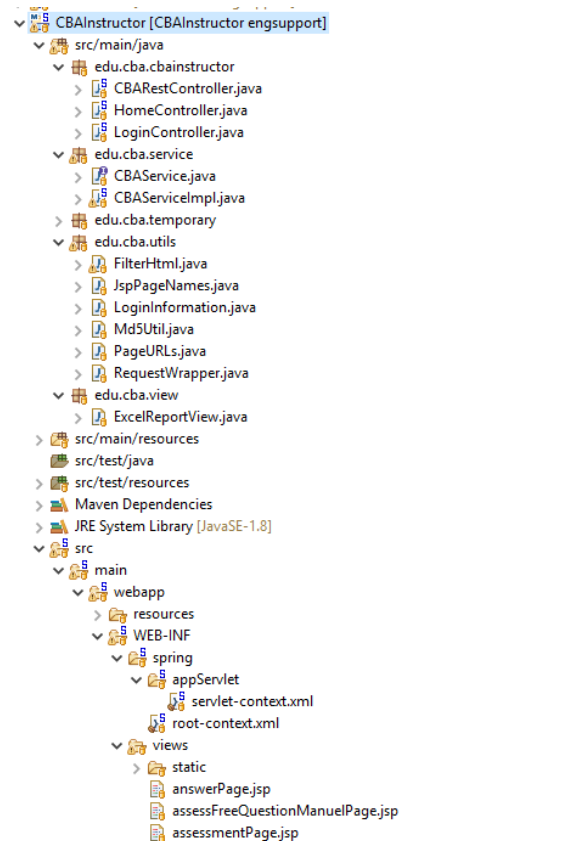 CBAInstructor [CBAInstructor engsupport]
src/main/java
edu.cba.cbainstructor
CBARestController.java
HomeController.java
LoginController.java
edu.cba.service
CBAService.java
CBAServiceImpl.java
edu.cba.temporary
edu.cba.utils
FilterHtml.java
JspPageNames.java
LoginInformation.java
Md5Util.java
PageURLs.java
RequestWrapper.java
edu.cba.view
ExcelReportView.java
src/main/resources
src/test/java
src/test/resources
Maven Dependencies
JRE System Library [JavaSE-1.8]
src
main
webapp
resources
WEB-INF
spring
appServlet
servlet-context.xml
root-context.xml
views
static
answerPage.jsp
assessFreeQuestionManuelPage.jsp
assessmentPage.jsp